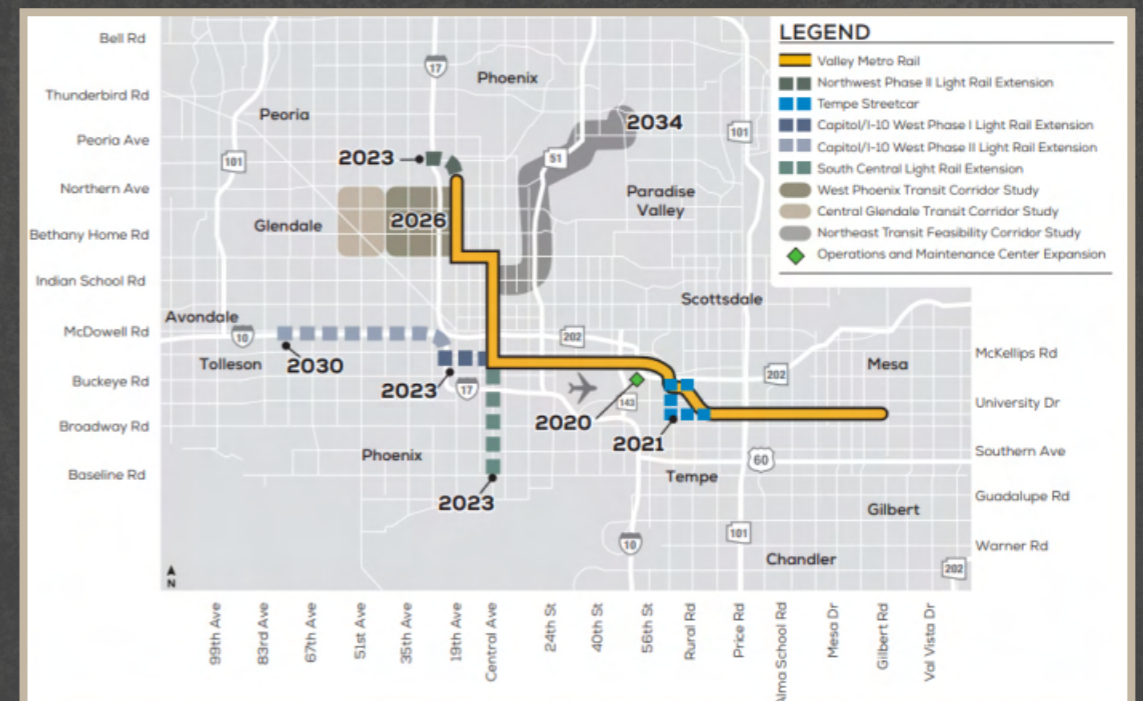 LEGEND
Valley Metro Rail
Northwest Phase II Light Rail Extension
Tempe Streetcar
Capitol/I-10 West Phase I Light Rail Extension
Capitol/I-10 West Phase II Light Rail Extension
South Central Light Rail Extension
West Phoenix Transit Corridor Study
Central Glendale Transit Corridor Study
Northeast Transit Feasibility Corridor Study
Operations and Maintenance Center Expansion
Bell Rd
Thunderbird Rd
Peoria Ave
Northern Ave
Bethany Home Rd
Indian School Rd
McDowell Rd
Buckeye Rd
Broadway Rd
Baseline Rd
17
Phoenix
Peoria
2034
101
2023
101
51
Paradise
Valley
2026
Glendale
Scottsdale
Avondale
10
202
Tolleson
2030
Mesa
202
2023
17
143
2020
2021
Phoenix
60
Tempe
2023
Gilbert
101
10
Chandler
202
N
McKellips Rd
University Dr
Southern Ave
Guadalupe Rd
Warner Rd
99th Ave
83rd Ave
67th Ave
51st Ave
35th Ave
19th Ave
Central Ave
24th St
40th St
56th St
Rural Rd
Price Rd
Alma School Rd
Mesa Dr
Gilbert Rd
Val Vista Dr